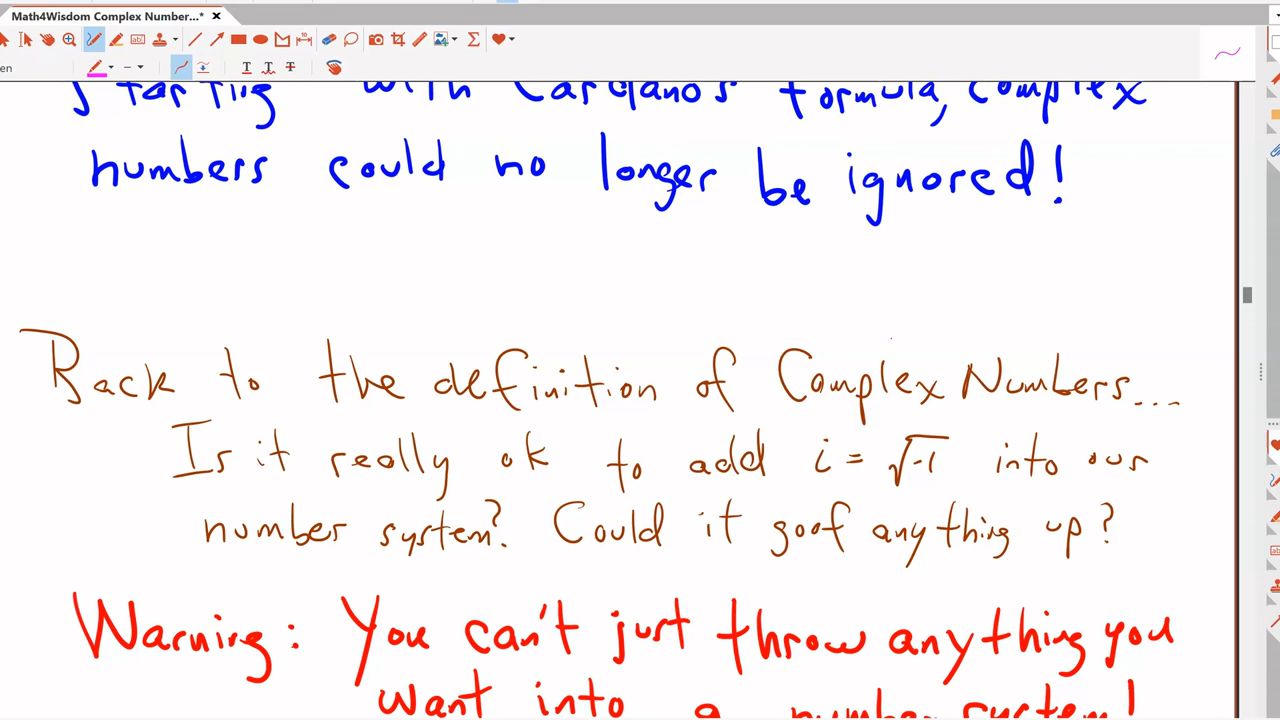 Math4Wisdom Complex Number...*
en
Starting with Cardano's formula, complex
numbers could no longer be ignored!
Back to the definition of Complex Numbers...
Is it really ok to add i = √-1 into our
number system? Could it goof anything up?
Warning: You can't just throw anything you
want into a number system!